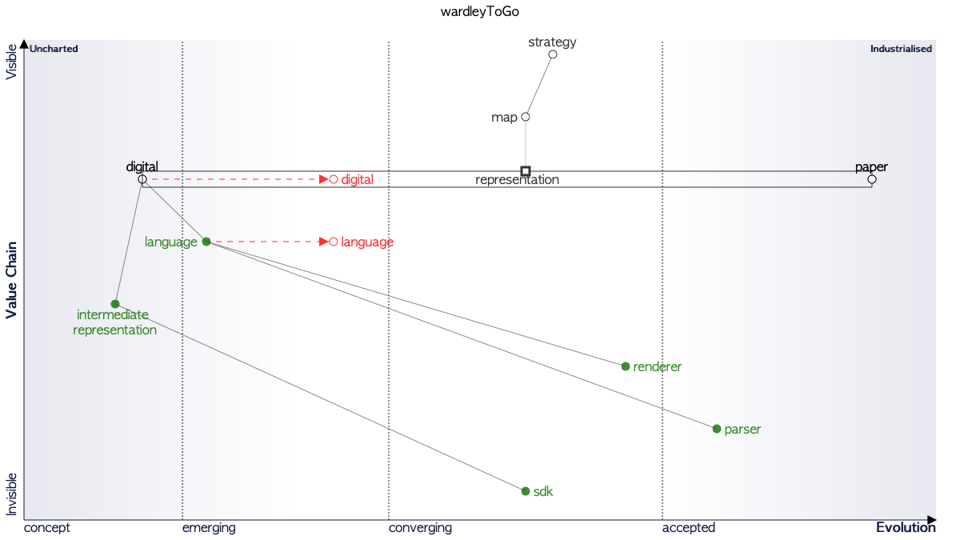 wardleyToGo
Visible
Uncharted
Industrialised
strategy
map
digital
digital
representation
paper
language
language
Value Chain
intermediate
representation
renderer
parser
sdk
Invisible
concept
emerging
converging
accepted
Evolution